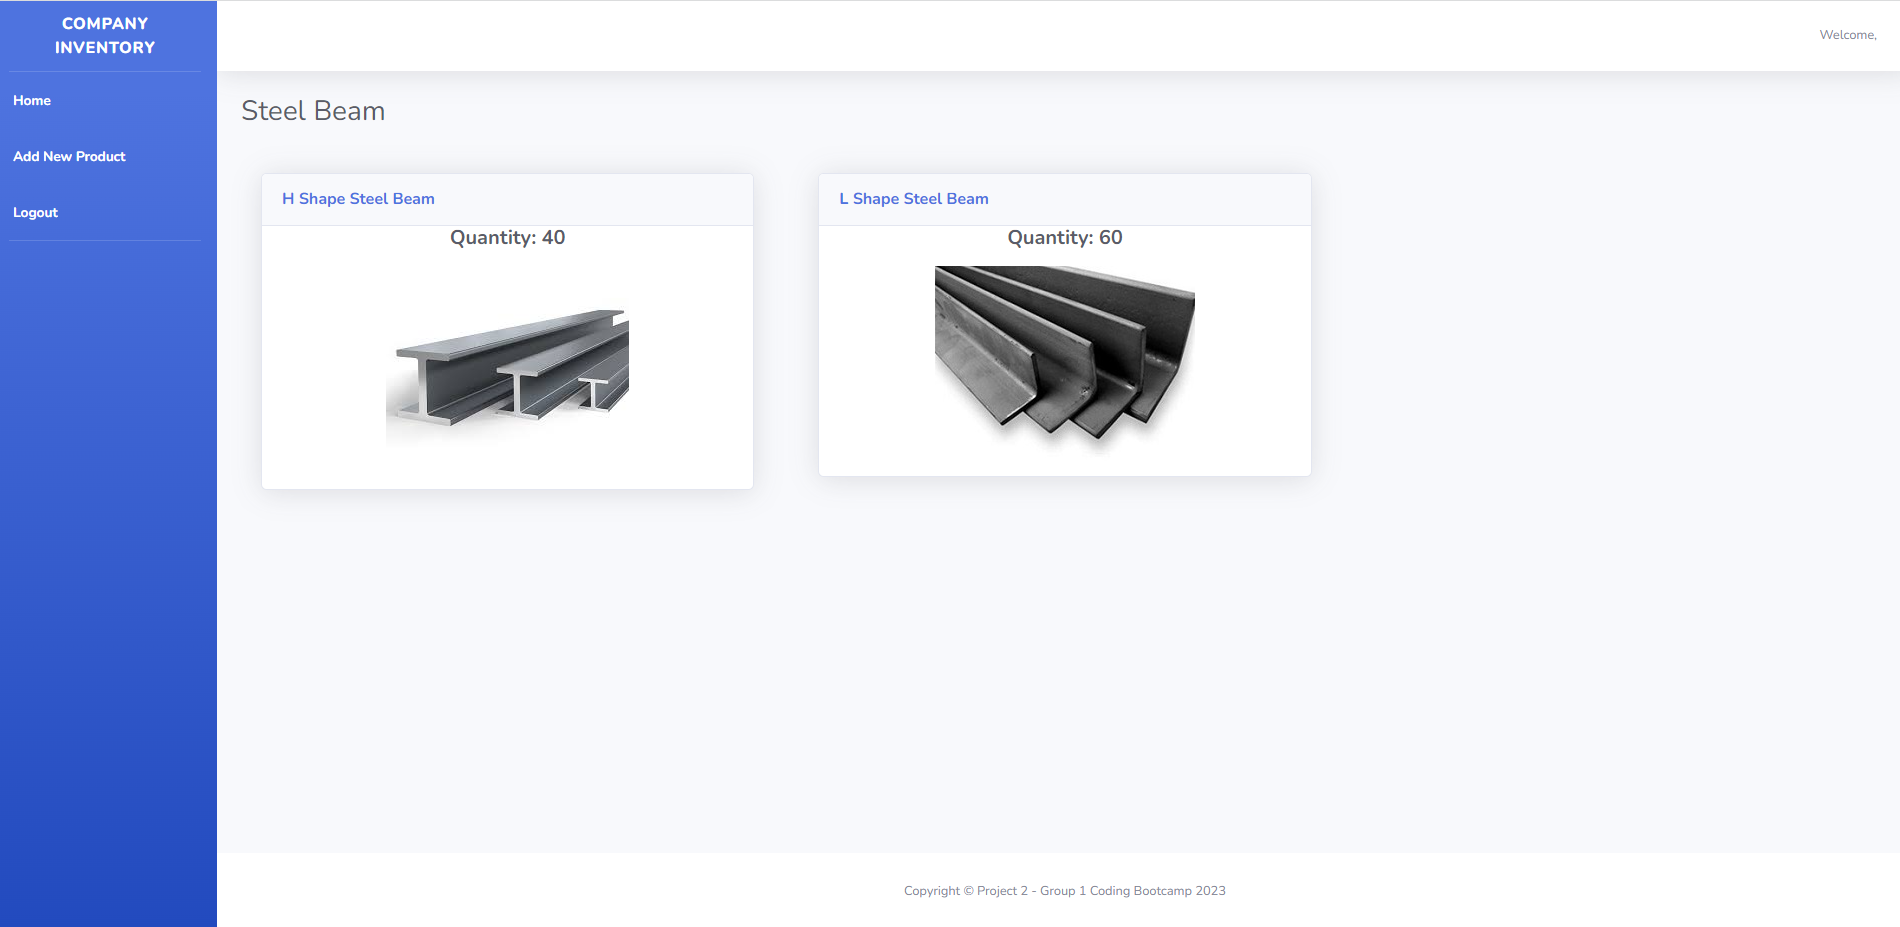 COMPANY
INVENTORY
Home
Add New Product
Logout
Welcome,
Steel Beam
H Shape Steel Beam
Quantity: 40
L Shape Steel Beam
Quantity: 60
Copyright © Project 2 - Group 1 Coding Bootcamp 2023